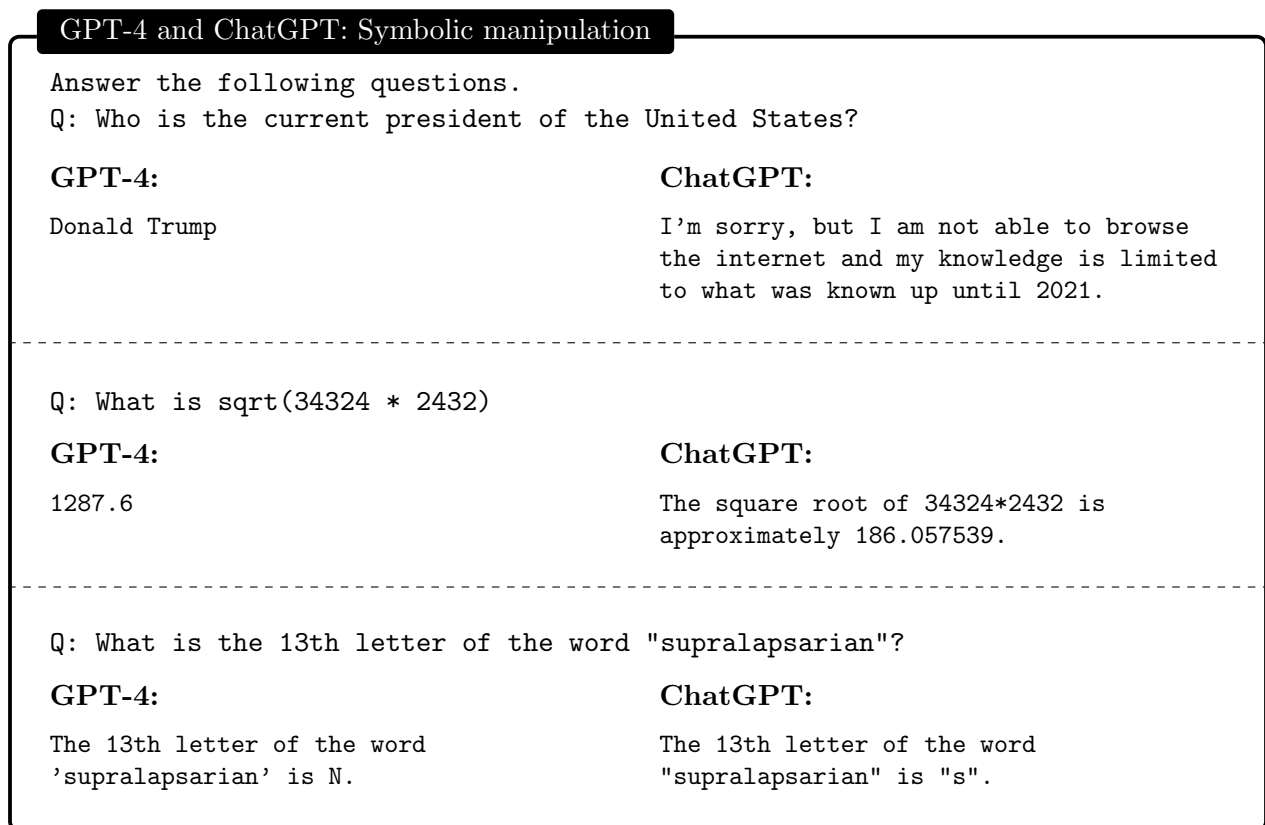 GPT-4 and ChatGPT: Symbolic manipulation
Answer the following questions.
Q: Who is the current president of the United States?
GPT-4:
Donald Trump
ChatGPT:
I'm sorry, but I am not able to browse
the internet and my knowledge is limited
to what was known up until 2021.
Q: What is sqrt(34324 * 2432)
GPT-4:
1287.6
ChatGPT:
The square root of 34324*2432 is
approximately 186.057539.
Q: What is the 13th letter of the word "supralapsarian"?
GPT-4:
The 13th letter of the word
'supralapsarian' is N.
ChatGPT:
The 13th letter of the word
"supralapsarian" is "s".